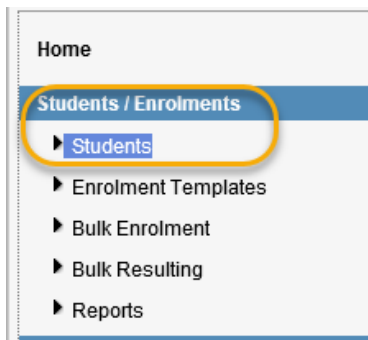 Home
Students / Enrolments
Students
Enrolment Templates
Bulk Enrolment
Bulk Resulting
Reports